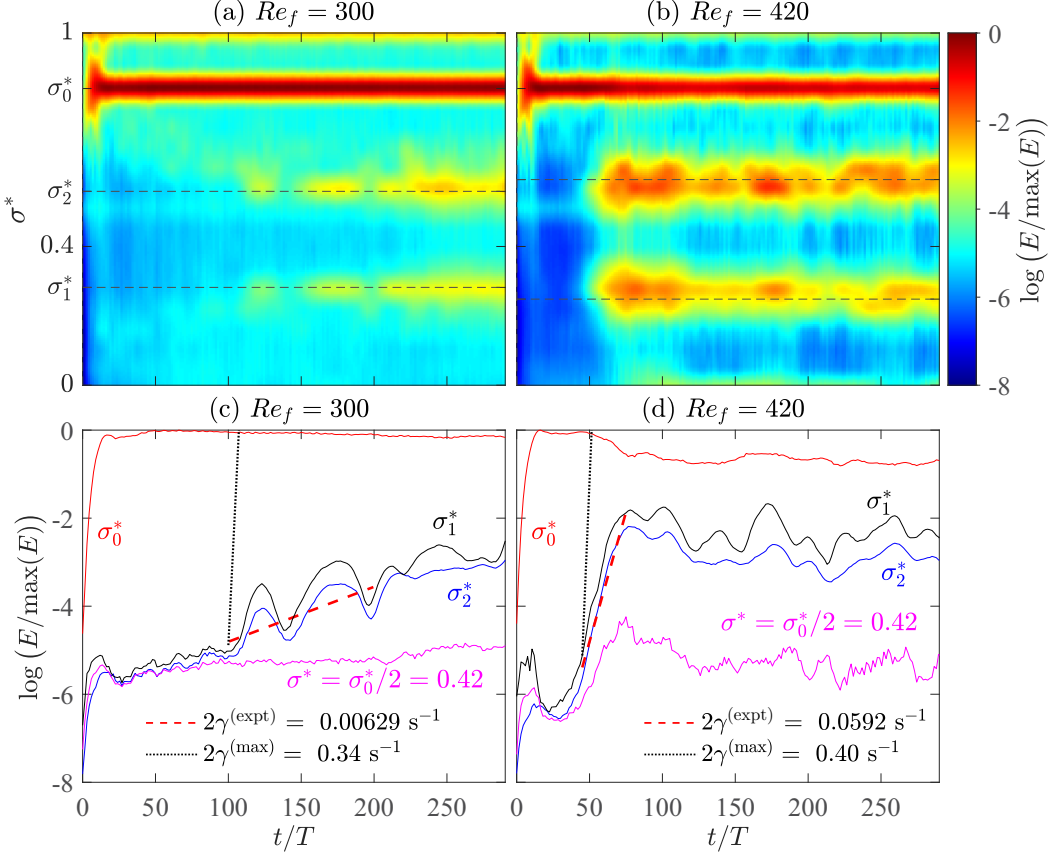 (a) Re_f = 300
(b) Re_f = 420
1
σ*_0
σ*_2
0.4
σ*_1
0
σ*
0
-2
-4
-6
-8
log (E/max(E))
(c) Re_f = 300
(d) Re_f = 420
0
-2
-4
-6
-8
log (E/max(E))
σ*_0
σ*_1
σ*_2
σ* = σ*_0/2 = 0.42
2γ^(expt) = 0.00629 s^−1
2γ^(max) = 0.34 s^−1
0 50 100 150 200 250
t/T
σ*_0
σ*_1
σ*_2
σ* = σ*_0/2 = 0.42
2γ^(expt) = 0.0592 s^−1
2γ^(max) = 0.40 s^−1
0 50 100 150 200 250
t/T